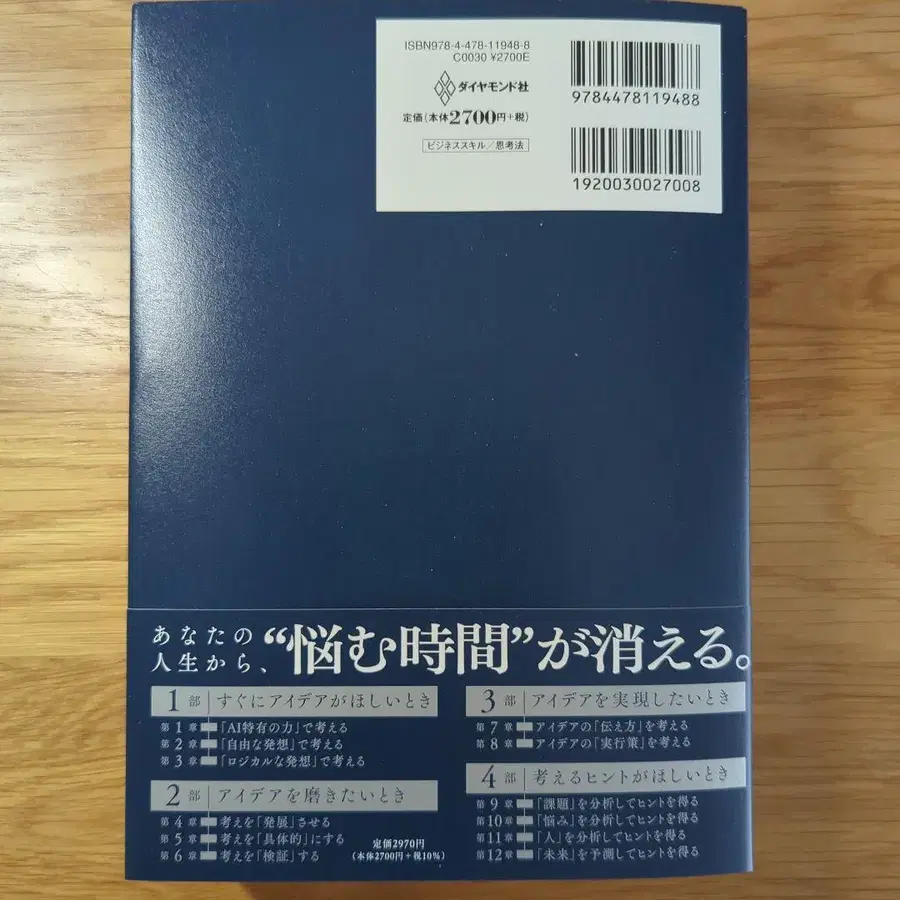 ISBN978-4-478-11948-8
C0030 ¥2700E
ダイヤモンド社
定価(本体2700円+税)
ビジネススキル/思考法
9784478119488
1920030027008
あなたの
人生から、
“悩む時間”が消える。
1部 すぐにアイデアがほしいとき
第1章 「AI特有の力」で考える
第2章 「自由な発想」で考える
第3章 「ロジカルな発想」で考える
2部 アイデアを磨きたいとき
第4章 考えを「発展」させる
第5章 考えを「具体的」にする
第6章 考えを「検証」する
3部 アイデアを実現したいとき
第7章 アイデアの「伝え方」を考える
第8章 アイデアの「実行策」を考える
4部 考えるヒントがほしいとき
第9章 「課題」を分析してヒントを得る
第10章 「悩み」を分析してヒントを得る
第11章 「人」を分析してヒントを得る
第12章 「未来」を予測してヒントを得る
定価2970円
(本体2700円+税10%)